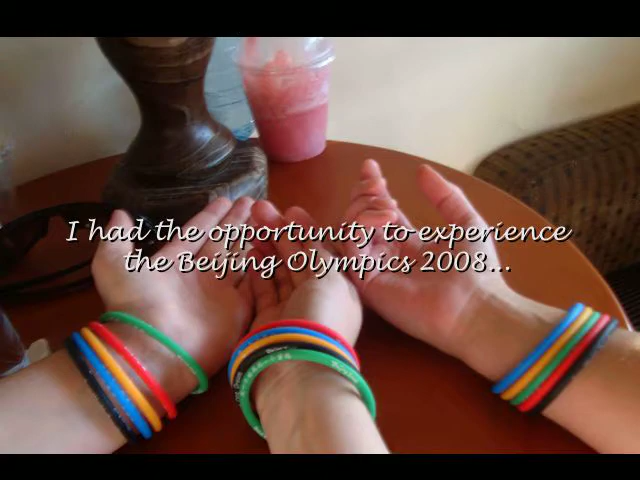 I had the opportunity to experience
the Beijing Olympics 2008...